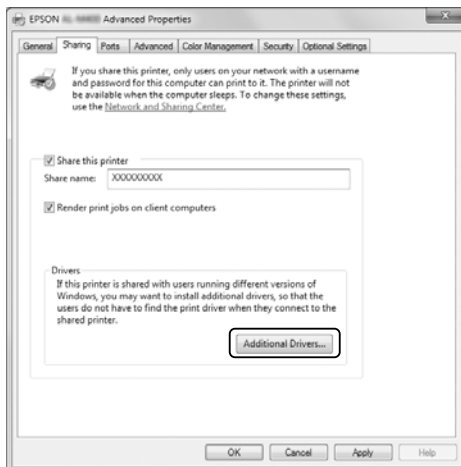 EPSON Advanced Properties
General Sharing Ports Advanced Color Management Security Optional Settings
If you share this printer, only users on your network with a username
and password for this computer can print to it. The printer will not
be available when the computer sleeps. To change these settings,
use the Network and Sharing Center.
Share this printer
Share name: XXXXXXXXX
Render print jobs on client computers
Drivers
If this printer is shared with users running different versions of
Windows, you may want to install additional drivers, so that the
users do not have to find the print driver when they connect to the
shared printer.
Additional Drivers...
OK Cancel Apply Help